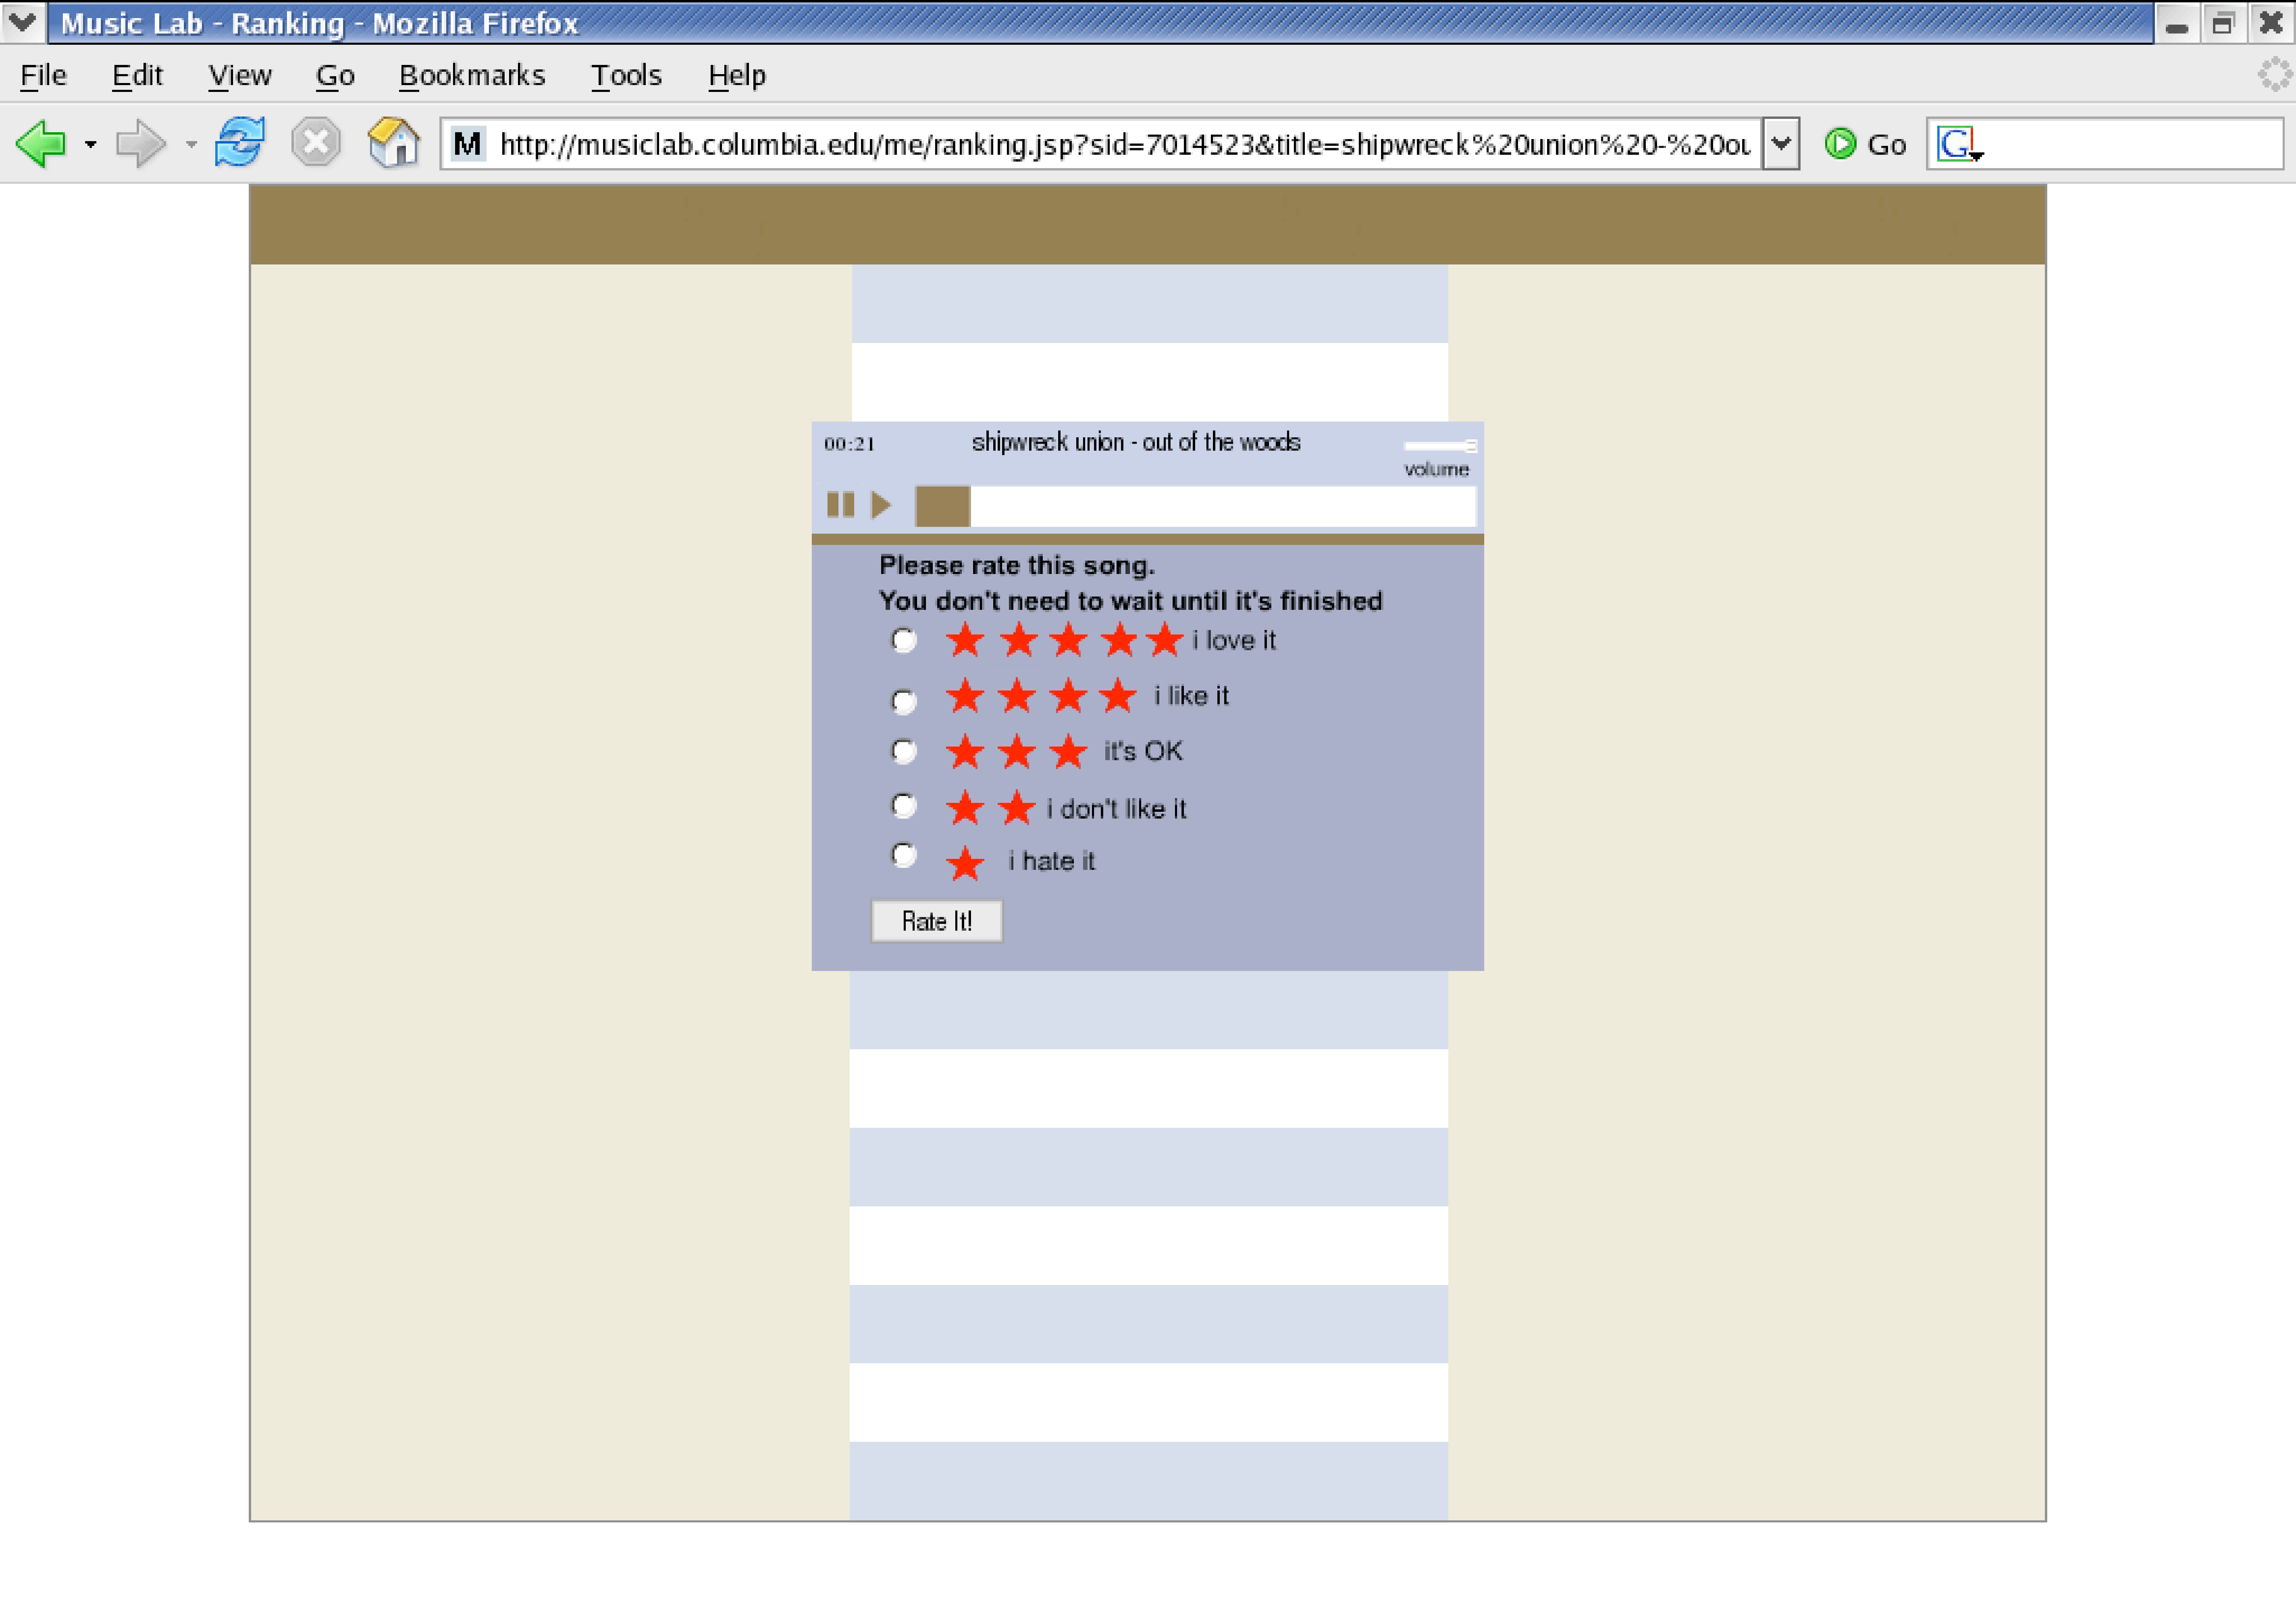 Music Lab - Ranking - Mozilla Firefox
File Edit View Go Bookmarks Tools Help
M http://musiclab.columbia.edu/me/ranking.jsp?sid=7014523&title=shipwreck%20union%20-%20ou Go G
00:21 shipwreck union - out of the woods
volume
Please rate this song.
You don't need to wait until it's finished
i love it
i like it
it's OK
i don't like it
i hate it
Rate It!